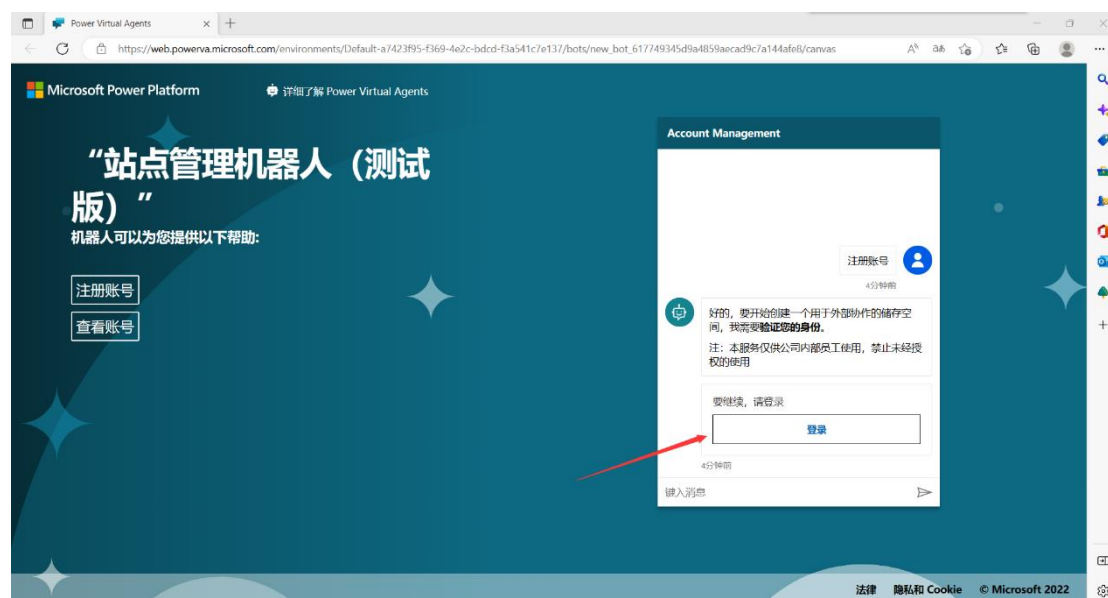 Power Virtual Agents
https://web.powerva.microsoft.com/environments/Default-a7423f95-f369-4e2c-bdcd-f3a541c7e137/bots/new_bot_617749345d9a4859aecad9c7a144afe8/canvas
Microsoft Power Platform
详细了解 Power Virtual Agents
“站点管理机器人（测试
版）”
机器人可以为您提供以下帮助:
注册账号
查看账号
Account Management
注册账号
4分钟前
好的，要开始创建一个用于外部协作的储存空
间，我需要验证您的身份。
注：本服务仅供公司内部员工使用，禁止未经授
权的使用
要继续，请登录
登录
4分钟前
键入消息
法律 隐私和 Cookie © Microsoft 2022